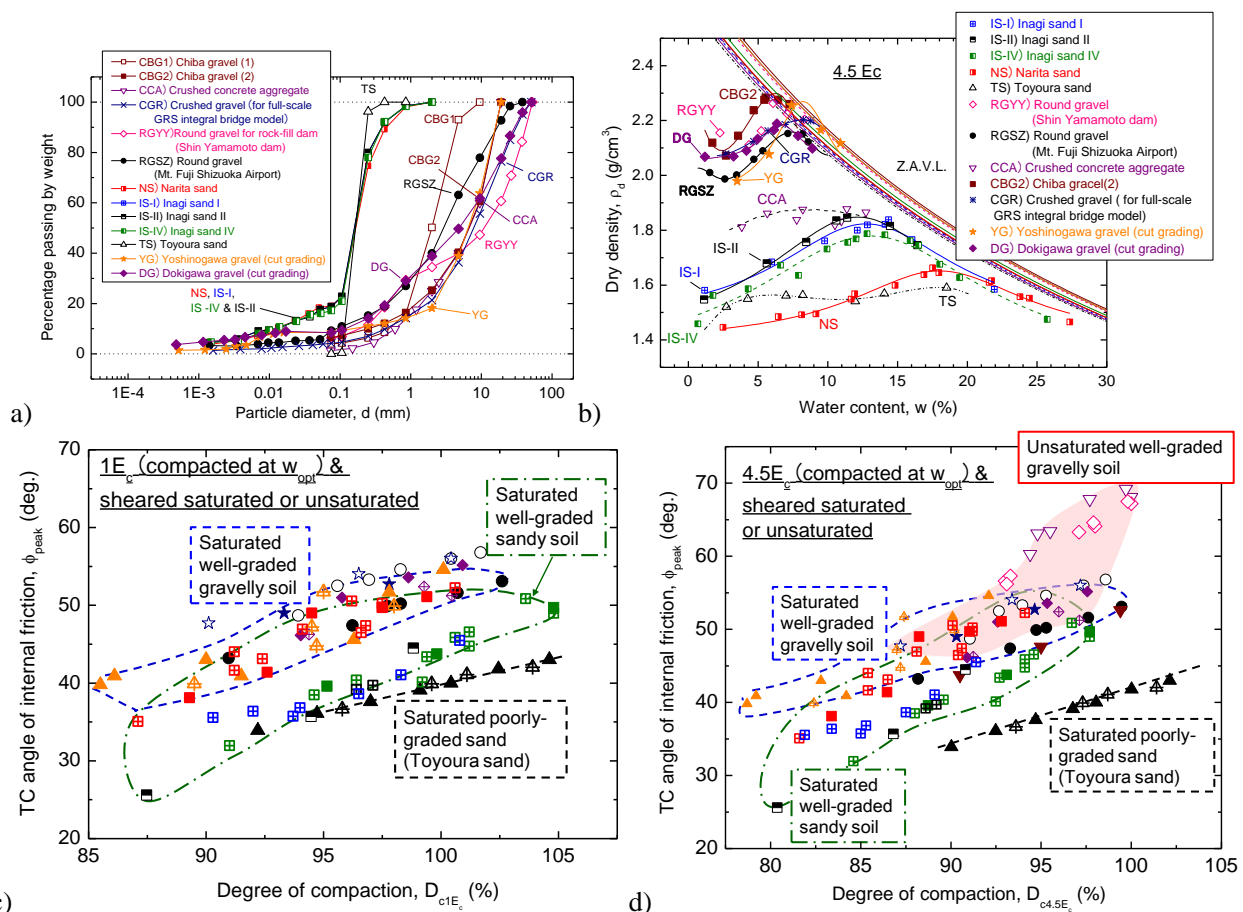 CBG1) Chiba gravel (1)
CBG2) Chiba gravel (2)
CCA) Crushed concrete aggregate
CGR) Crushed gravel (for full-scale
GRS integral bridge model)
RGYY)Round gravel for rock-fill dam
(Shin Yamamoto dam)
RGSZ) Round gravel
(Mt. Fuji Shizuoka Airport)
NS) Narita sand
IS-I) Inagi sand I
IS-II) Inagi sand II
IS-IV) Inagi sand IV
TS) Toyoura sand
YG) Yoshinogawa gravel (cut grading)
DG) Dokigawa gravel (cut grading)
NS, IS-I,
IS -IV & IS-II
TS
CBG1
CBG2
RGSZ
CGR
CCA
RGYY
DG
YG
100
80
60
40
20
0
Percentage passing by weight
1E-4 1E-3 0.01 0.1 1 10 100
Particle diameter, d (mm)
a)
4.5 Ec
IS-I) Inagi sand I
IS-II) Inagi sand II
IS-IV) Inagi sand IV
NS) Narita sand
TS) Toyoura sand
RGYY) Round gravel
(Shin Yamamoto dam)
RGSZ) Round gravel
(Mt. Fuji Shizuoka Airport)
CCA) Crushed concrete aggregate
CBG2) Chiba gracel(2)
CGR) Crushed gravel ( for full-scale
GRS integral bridge model)
YG) Yoshinogawa gravel (cut grading)
DG) Dokigawa gravel (cut grading)
CBG2
RGYY
DG
CGR
RGSZ
YG
Z.A.V.L.
CCA
IS-II
IS-I
IS-IV
NS
TS
2.4
2.2
2.0
1.8
1.6
1.4
Dry density, ρd (g/cm3)
0 5 10 15 20 25 30
Water content, w (%)
b)
1Ec (compacted at wopt) &
sheared saturated or unsaturated
Saturated
well-graded
sandy soil
Saturated
well-graded
gravelly soil
Saturated poorly-
graded sand
(Toyoura sand)
70
60
50
40
30
20
TC angle of internal friction, ϕpeak (deg.)
85 90 95 100 105
Degree of compaction, Dc1Ec (%)
c)
Unsaturated well-graded
gravelly soil
4.5Ec (compacted at wopt) &
sheared saturated
or unsaturated
Saturated
well-graded
gravelly soil
Saturated poorly-
graded sand
(Toyoura sand)
Saturated
well-graded
sandy soil
70
60
50
40
30
20
TC angle of internal friction, ϕpeak (deg.)
80 85 90 95 100 105
Degree of compaction, Dc4.5Ec (%)
d)